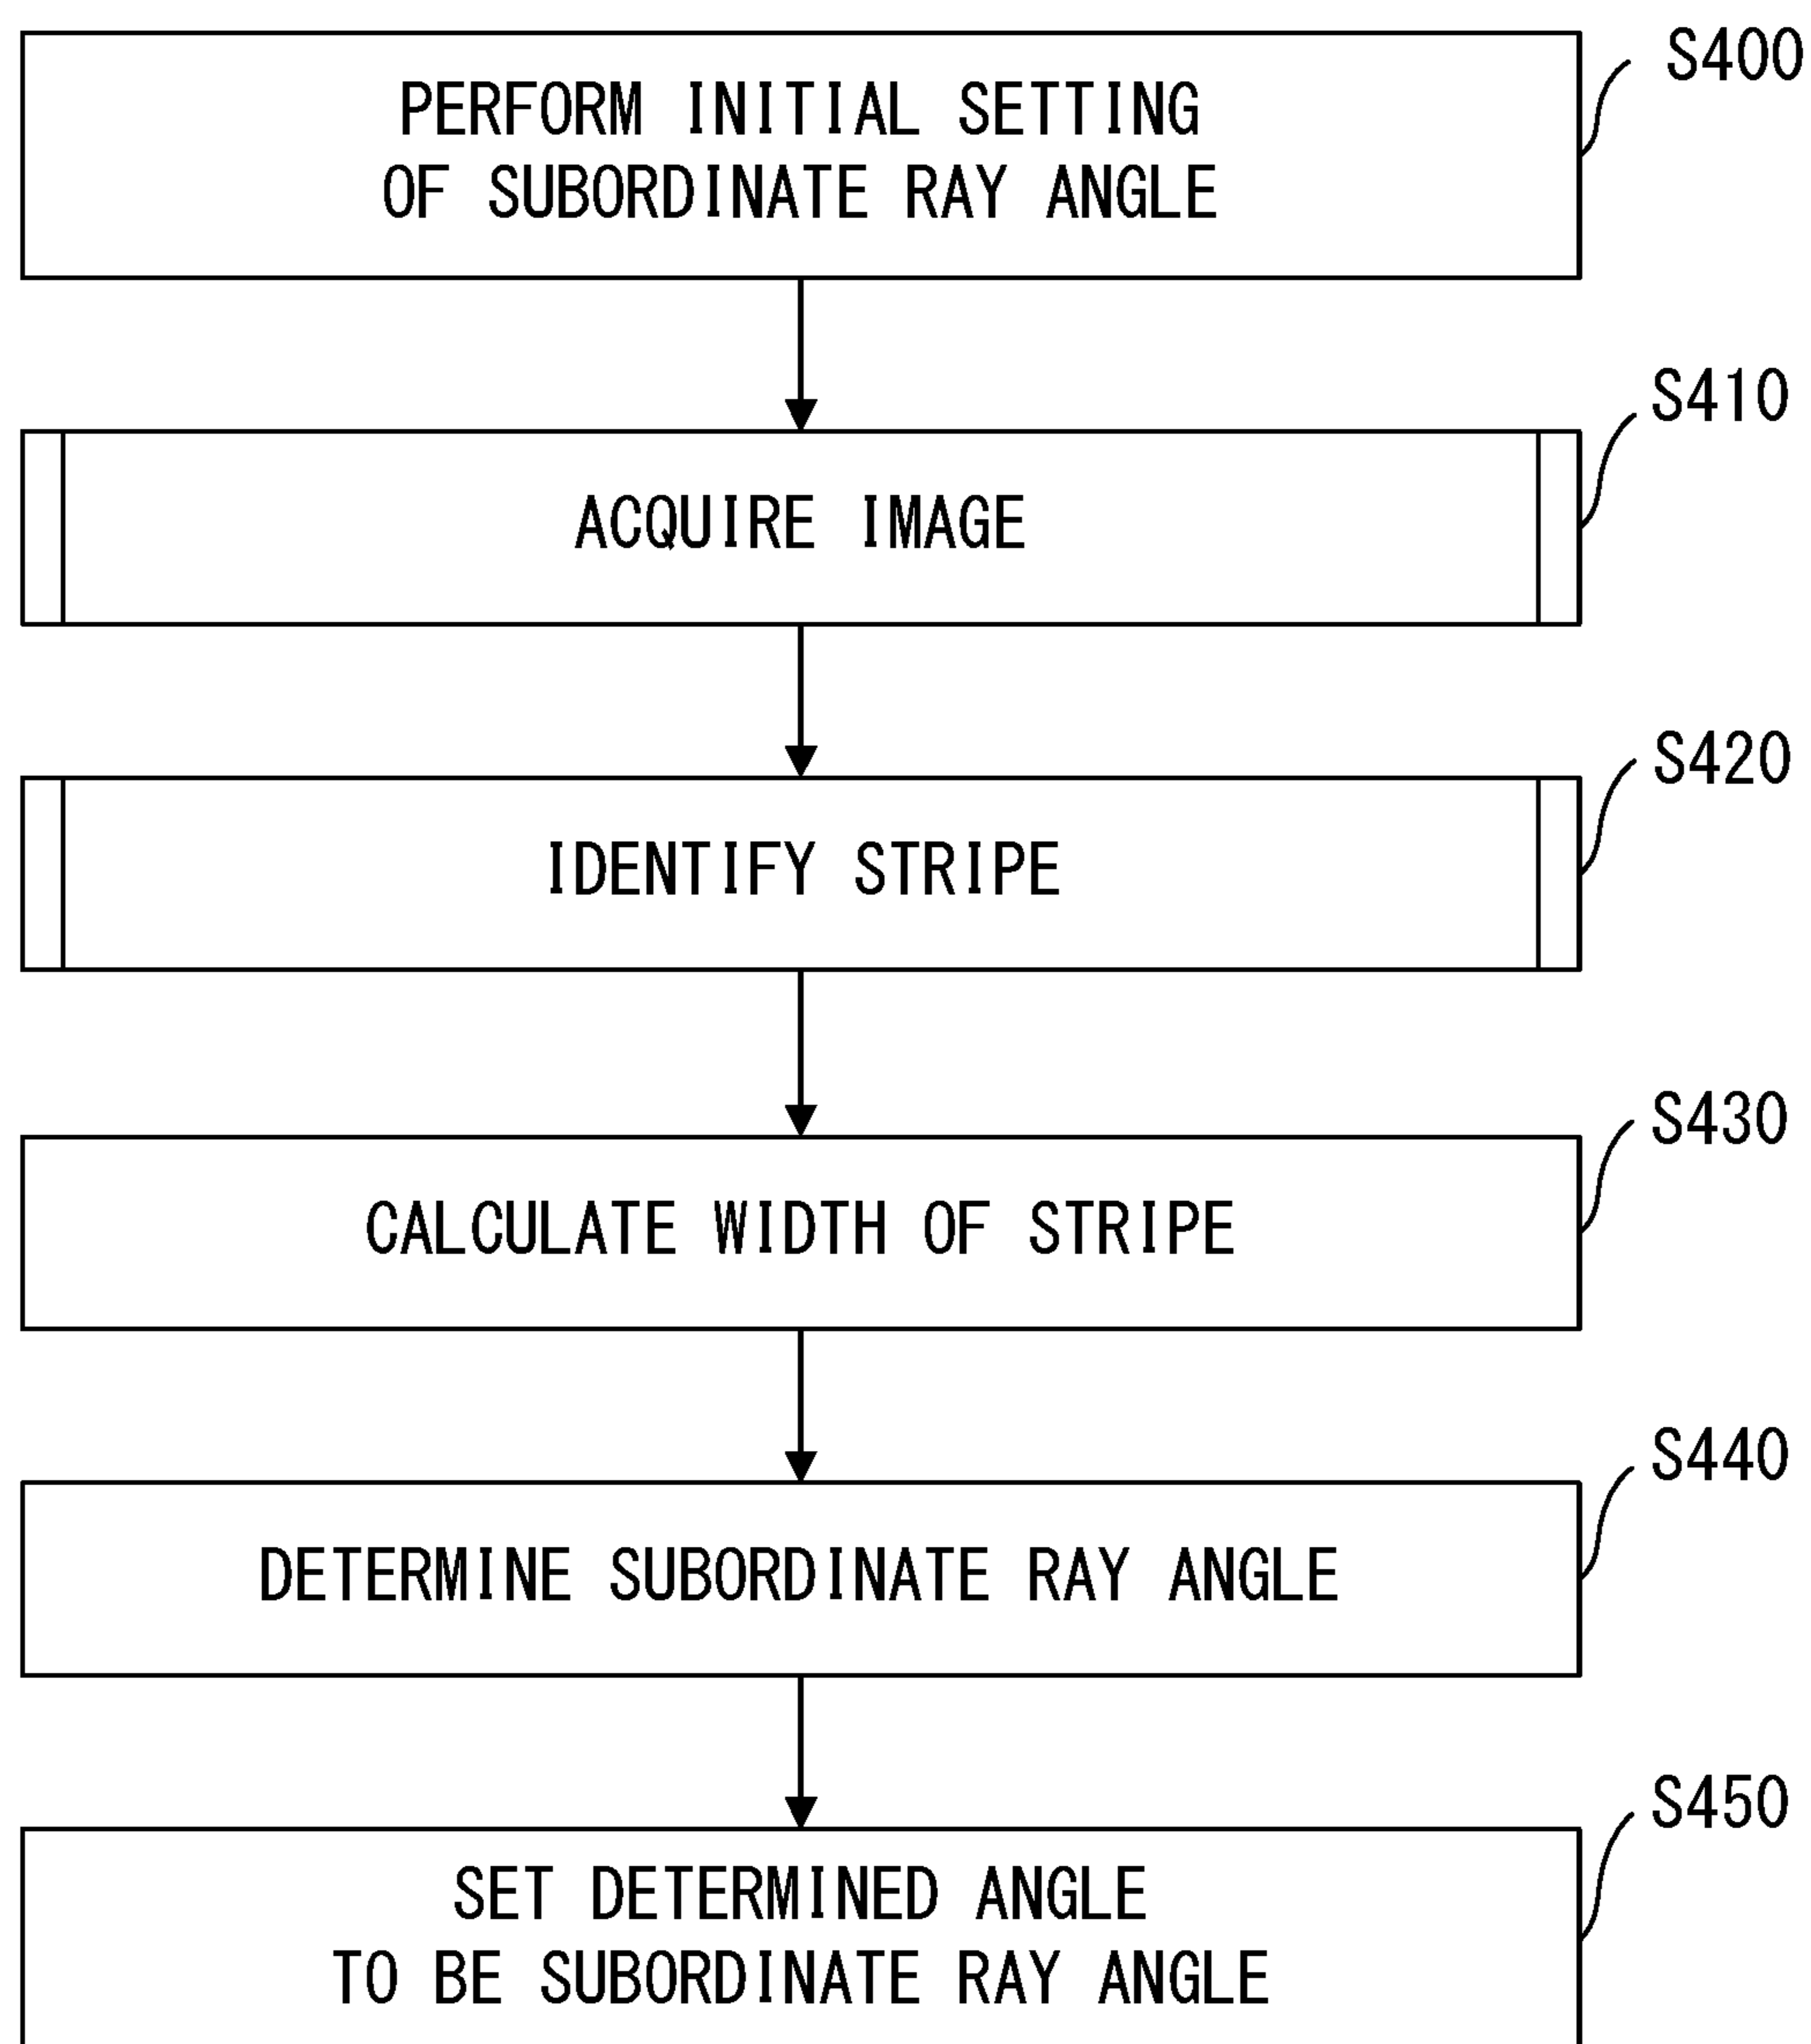 S400
PERFORM INITIAL SETTING
OF SUBORDINATE RAY ANGLE
S410
ACQUIRE IMAGE
S420
IDENTIFY STRIPE
S430
CALCULATE WIDTH OF STRIPE
S440
DETERMINE SUBORDINATE RAY ANGLE
S450
SET DETERMINED ANGLE
TO BE SUBORDINATE RAY ANGLE